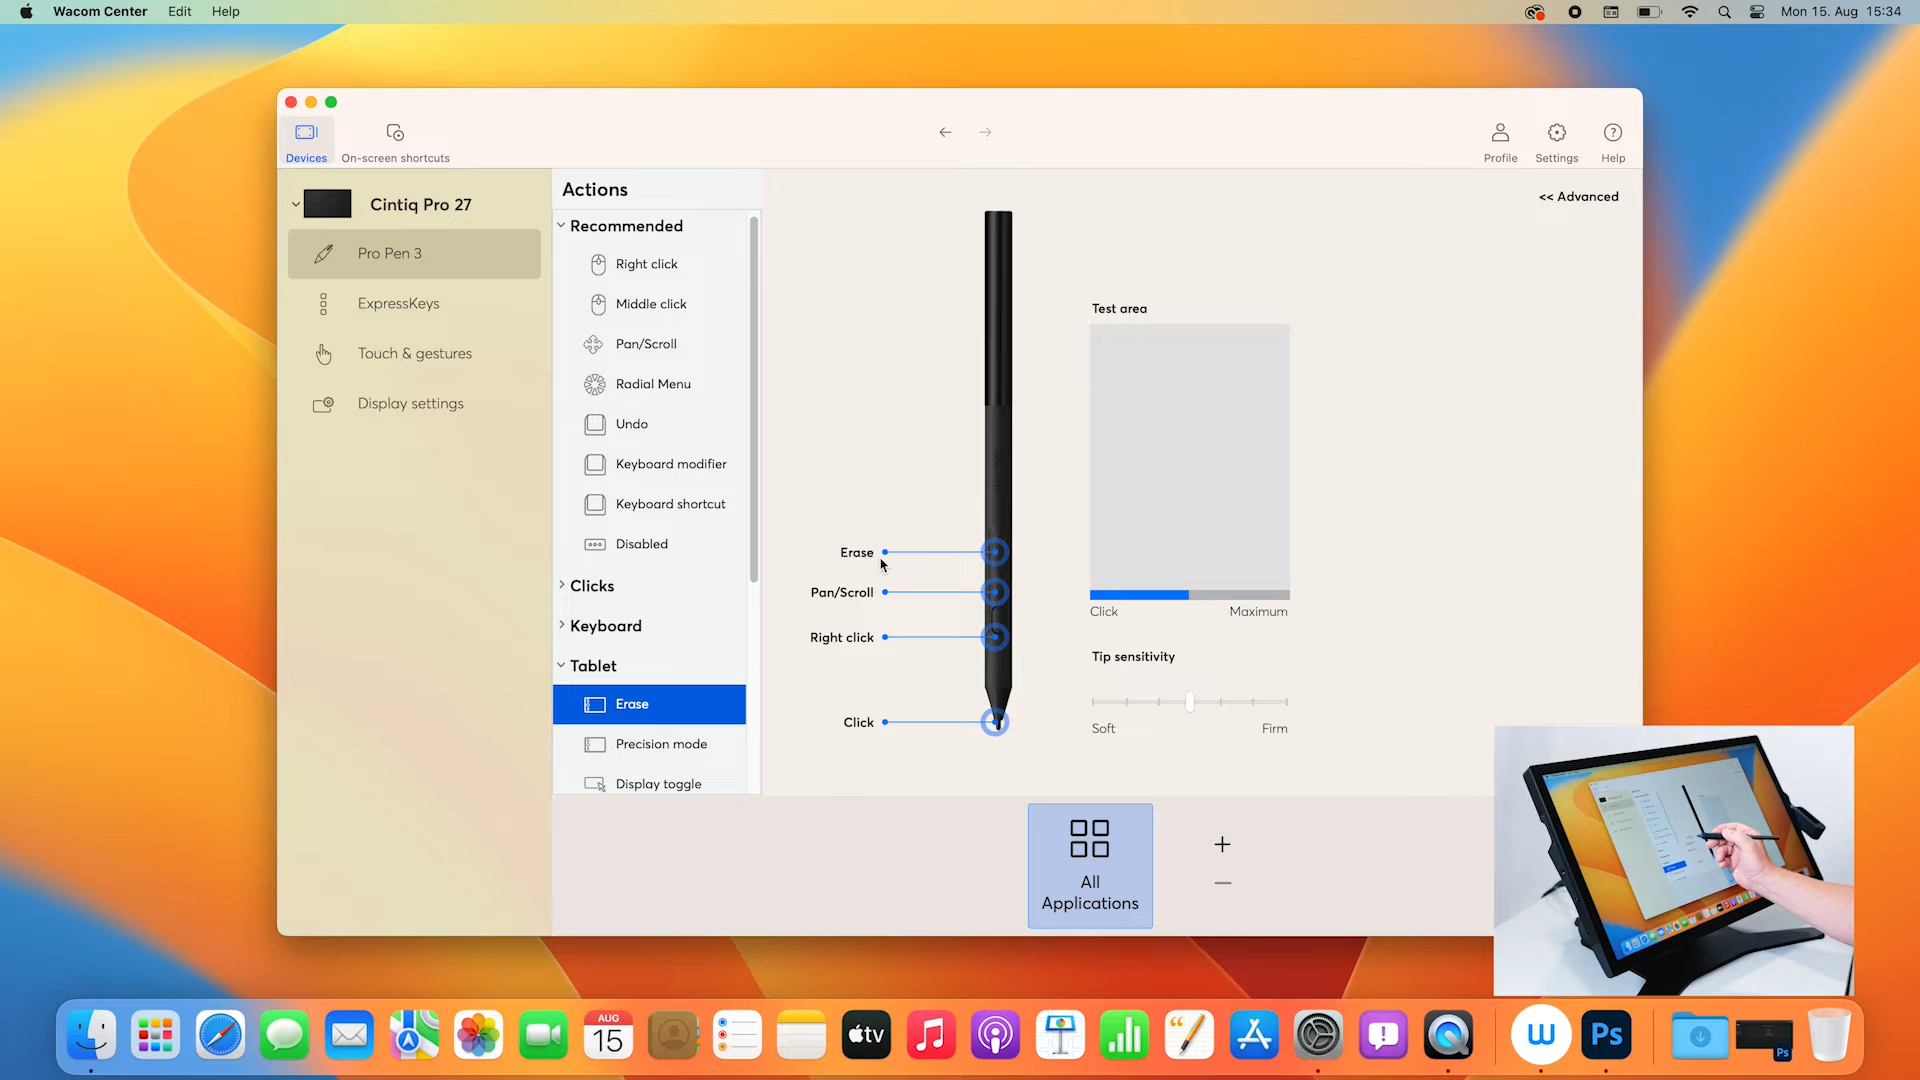 Wacom Center Edit Help
Mon 15. Aug 15:34
Devices
On-screen shortcuts
Profile
Settings
Help
Cintiq Pro 27
Pro Pen 3
ExpressKeys
Touch & gestures
Display settings
Actions
Recommended
Right click
Middle click
Pan/Scroll
Radial Menu
Undo
Keyboard modifier
Keyboard shortcut
Disabled
Clicks
Keyboard
Tablet
Erase
Precision mode
Display toggle
<< Advanced
Erase
Pan/Scroll
Right click
Click
Test area
Click Maximum
Tip sensitivity
Soft Firm
All
Applications
AUG
15
tv
Ps
Ps